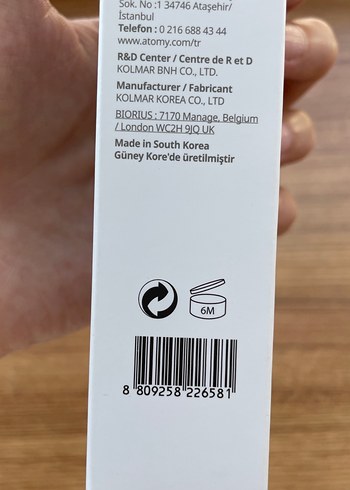 Sok. No :1 34746 Ataşehir/
İstanbul
Telefon : 0 216 688 43 44
www.atomy.com/tr
R&D Center / Centre de R et D
KOLMAR BNH CO., LTD.
Manufacturer / Fabricant
KOLMAR KOREA CO., LTD
BIORIUS : 7170 Manage, Belgium
/ London WC2H 9JQ UK
Made in South Korea
Güney Kore'de üretilmiştir
6M
8 809258 226581